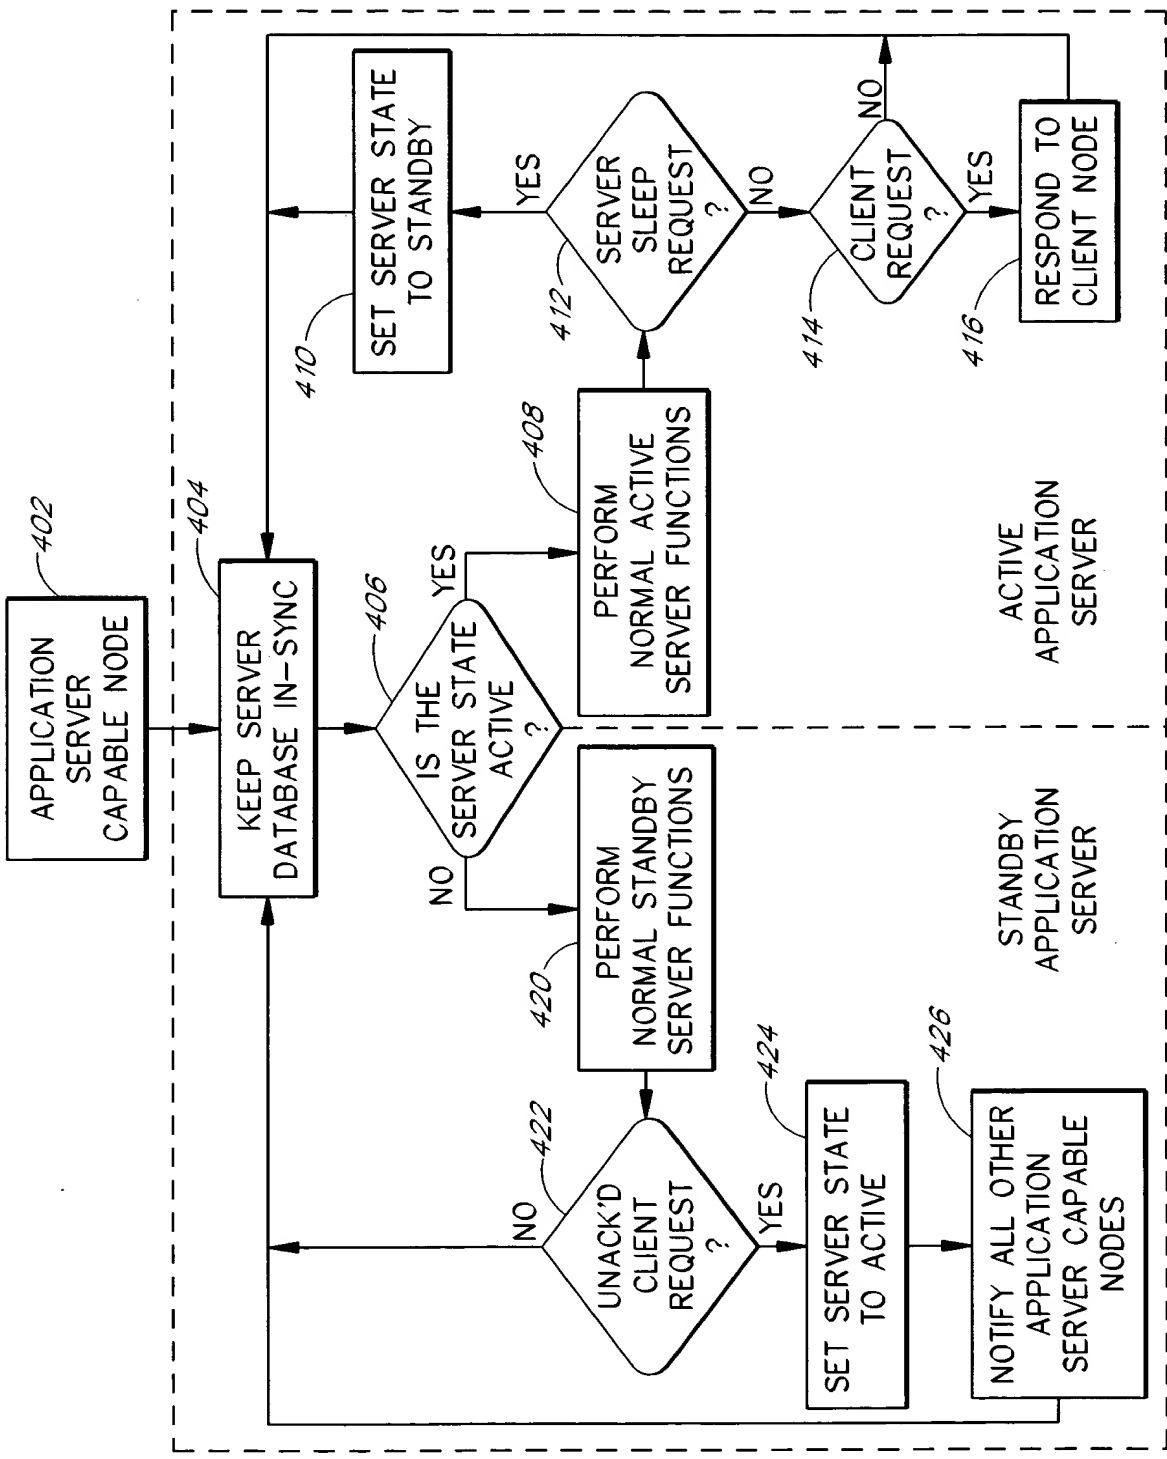 APPLICATION
SERVER
CAPABLE NODE
402
KEEP SERVER
DATABASE IN-SYNC
404
IS THE
SERVER STATE
ACTIVE
?
406
YES
NO
PERFORM
NORMAL ACTIVE
SERVER FUNCTIONS
408
SERVER
SLEEP
REQUEST
?
412
YES
SET SERVER STATE
TO STANDBY
410
NO
CLIENT
REQUEST
?
414
NO
YES
RESPOND TO
CLIENT NODE
416
ACTIVE
APPLICATION
SERVER
PERFORM
NORMAL STANDBY
SERVER FUNCTIONS
420
UNACK'D
CLIENT
REQUEST
?
422
NO
YES
SET SERVER STATE
TO ACTIVE
424
NOTIFY ALL OTHER
APPLICATION
SERVER CAPABLE
NODES
426
STANDBY
APPLICATION
SERVER